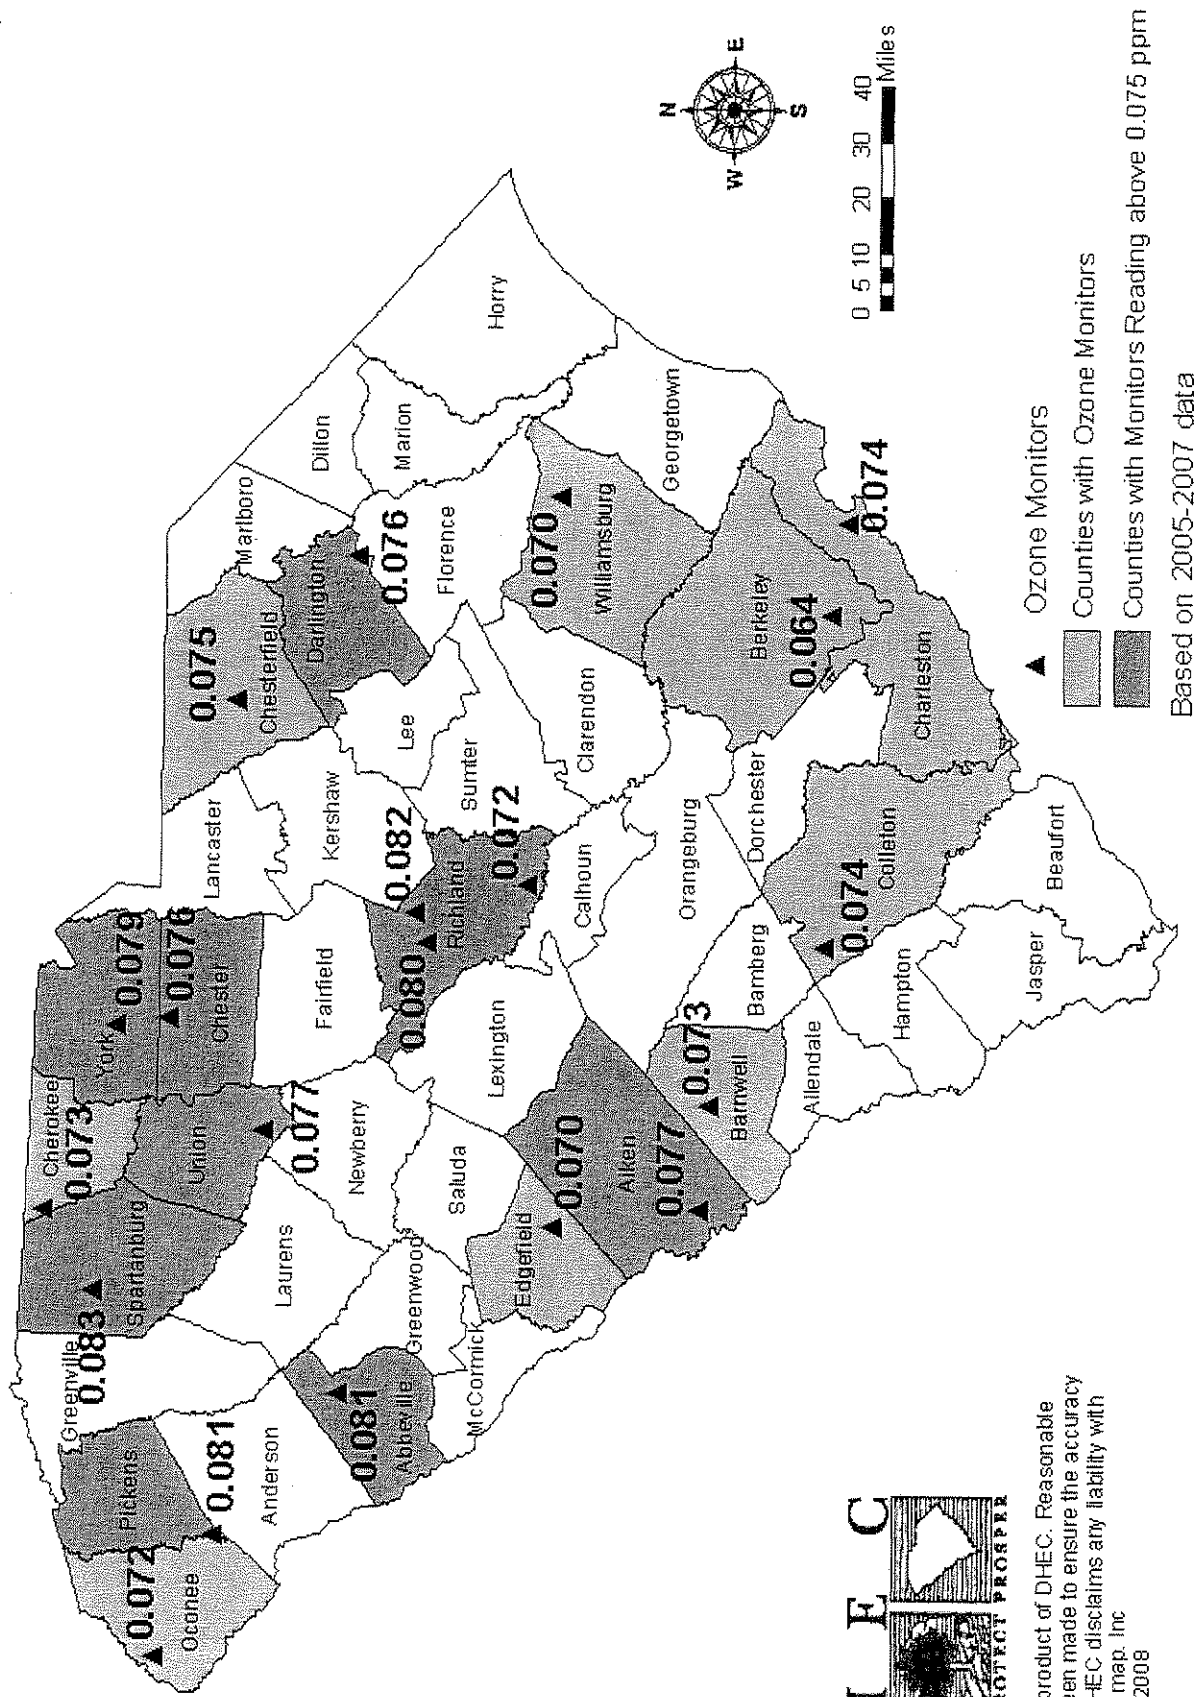 Oconee
0.072
Pickens
0.081
Anderson
Greenville
0.083
Spartanburg
Cherokee
0.073
York
0.079
0.076
Chester
Union
0.077
Laurens
Abbeville
0.081
Greenwood
McCormick
Newberry
Saluda
Edgefield
0.070
Aiken
0.077
Lexington
Fairfield
Lancaster
Kershaw
0.082
0.080
Richland
0.072
Sumter
Lee
Chesterfield
0.075
Marlboro
Darlington
0.076
Dillon
Marion
Florence
Horry
Williamsburg
0.070
Georgetown
Clarendon
Calhoun
Orangeburg
Berkeley
0.064
Charleston
0.074
Dorchester
Colleton
0.074
Bamberg
Barnwell
0.073
Allendale
Hampton
Jasper
Beaufort
N
W E
S
0 5 10 20 30 40
Miles
Ozone Monitors
Counties with Ozone Monitors
Counties with Monitors Reading above 0.075 ppm
Based on 2005-2007 data
E C
PROSPER
product of DHEC. Reasonable
made to ensure the accuracy
disclaims any liability with
map. Inc
2008